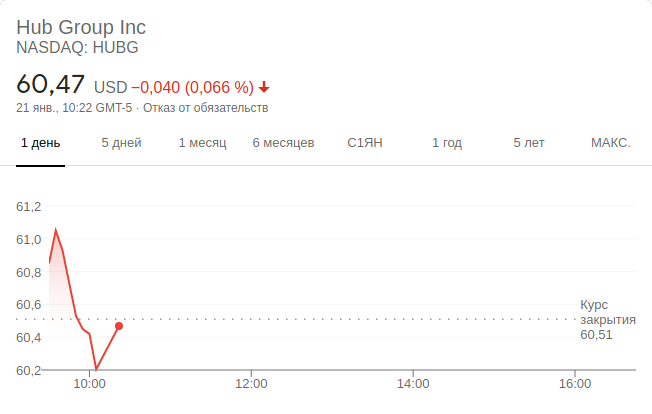 Hub Group Inc
NASDAQ: HUBG
60,47 USD −0,040 (0,066 %)
21 янв., 10:22 GMT-5 · Отказ от обязательств
1 день 5 дней 1 месяц 6 месяцев С1ЯН 1 год 5 лет МАКС.
61,2
61,0
60,8
60,6
60,4
60,2
Курс
закрытия
60,51
10:00 12:00 14:00 16:00